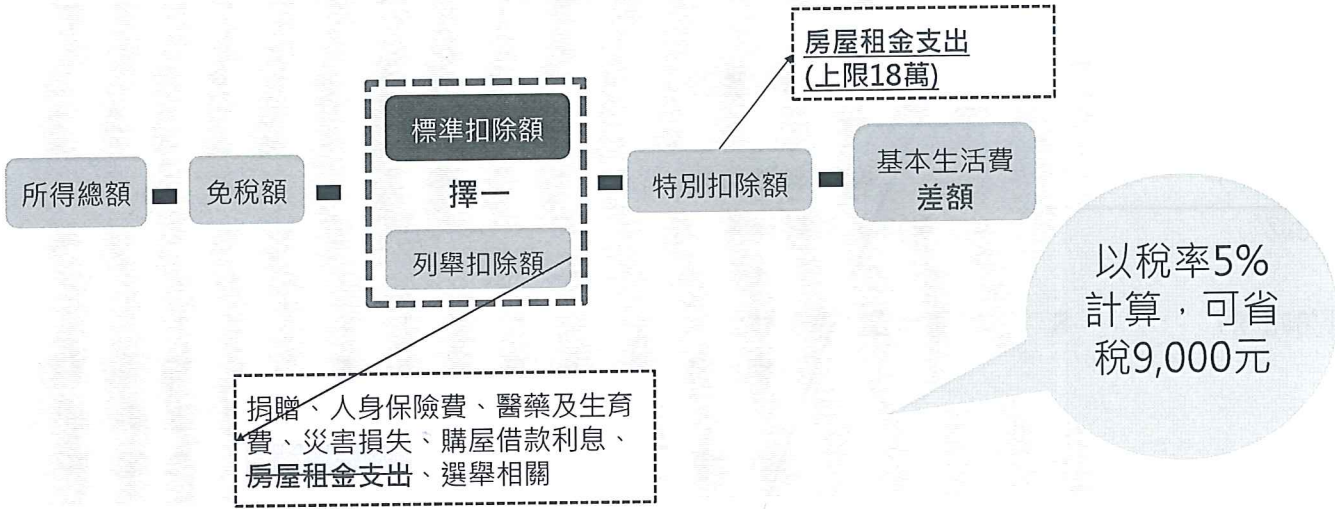 房屋租金支出
(上限18萬)
標準扣除額
所得總額
免稅額
擇一
特別扣除額
基本生活費
差額
列舉扣除額
以稅率5%
計算，可省
稅9,000元
捐贈、人身保險費、醫藥及生育
費、災害損失、購屋借款利息、
房屋租金支出、選舉相關